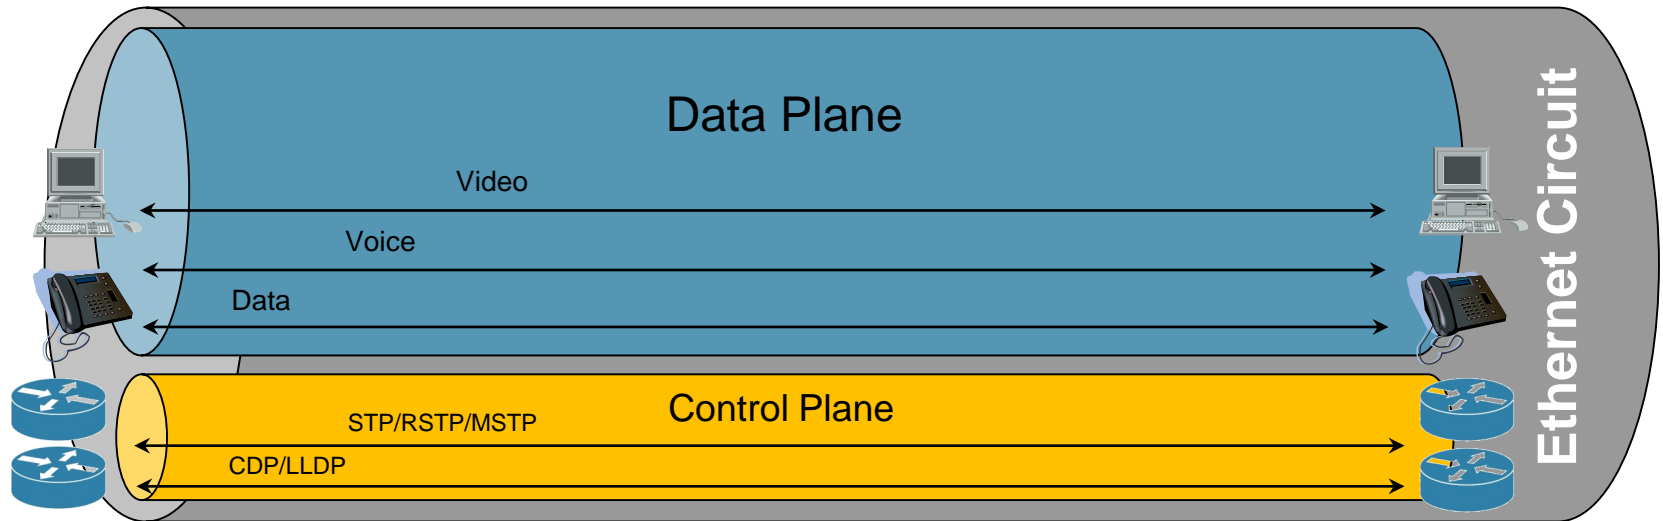 Data Plane
Video
Voice
Data
Control Plane
STP/RSTP/MSTP
CDP/LLDP
Ethernet Circuit